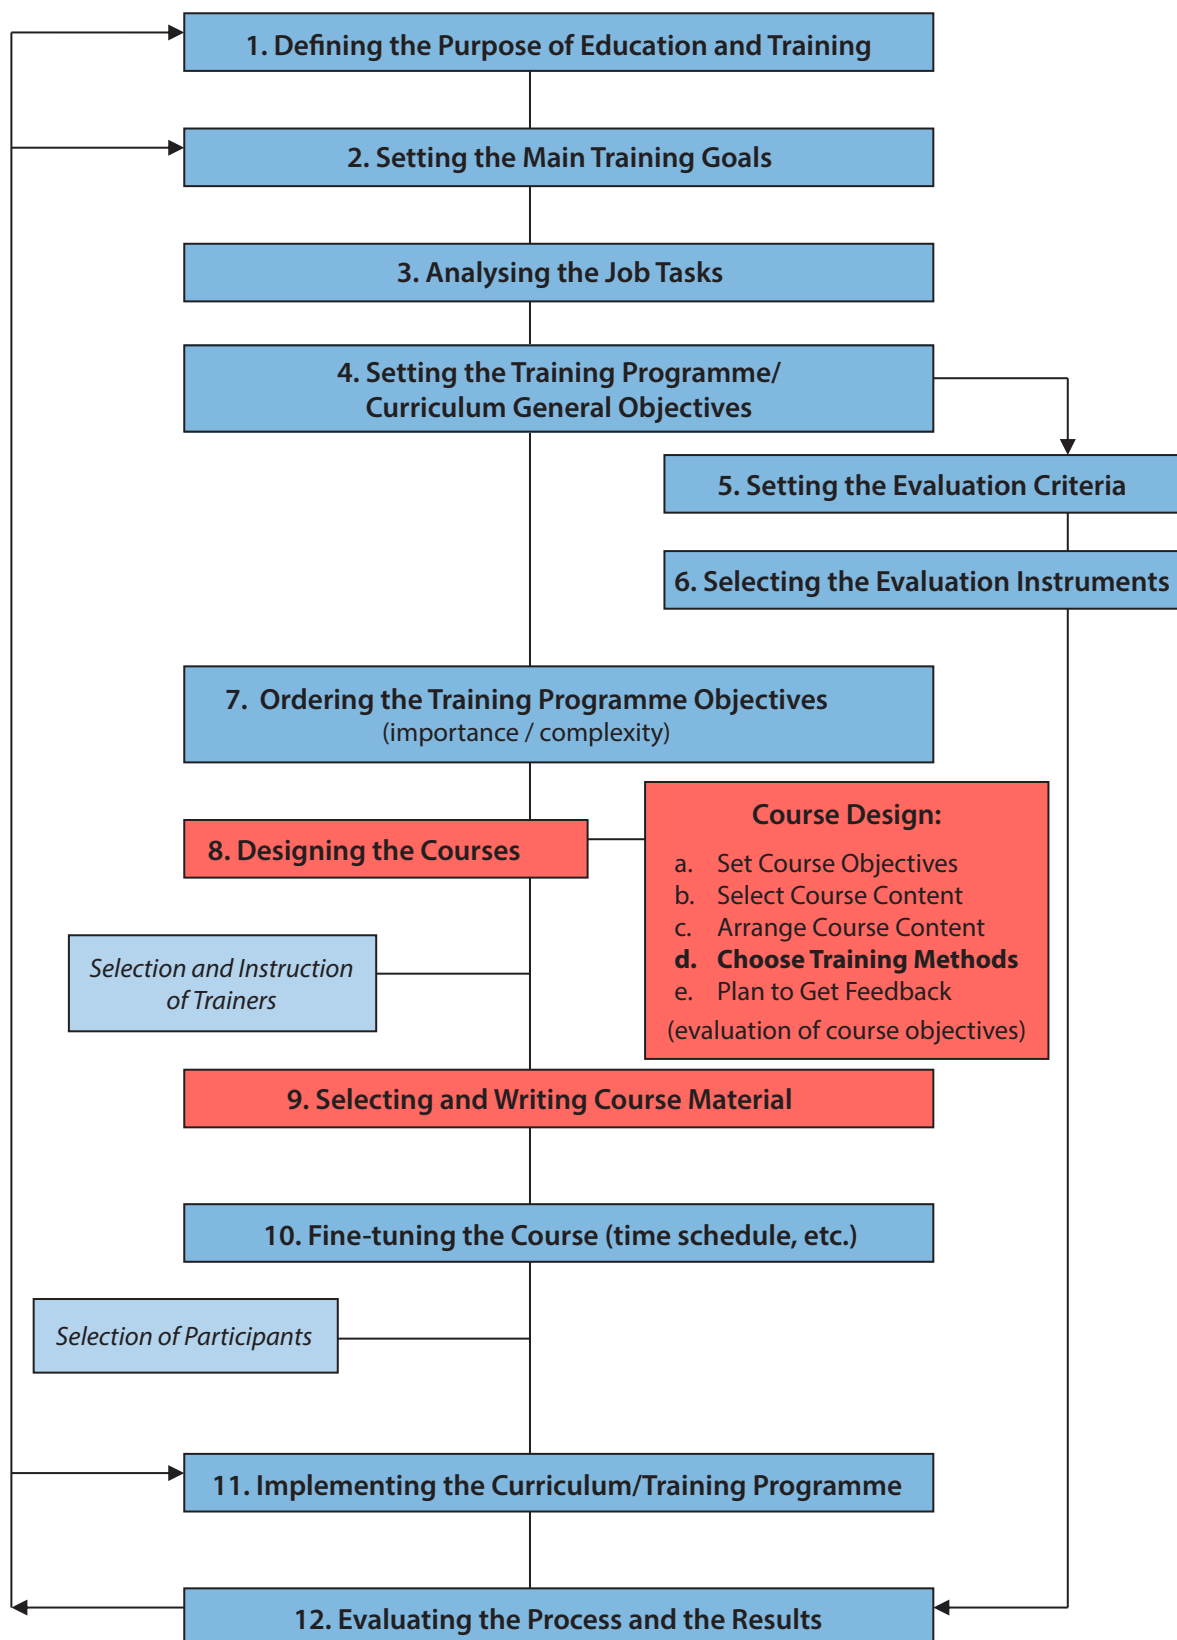 1. Defining the Purpose of Education and Training
2. Setting the Main Training Goals
3. Analysing the Job Tasks
4. Setting the Training Programme/
Curriculum General Objectives
5. Setting the Evaluation Criteria
6. Selecting the Evaluation Instruments
7. Ordering the Training Programme Objectives
(importance / complexity)
8. Designing the Courses
Course Design:
a. Set Course Objectives
b. Select Course Content
c. Arrange Course Content
d. Choose Training Methods
e. Plan to Get Feedback
(evaluation of course objectives)
Selection and Instruction
of Trainers
9. Selecting and Writing Course Material
10. Fine-tuning the Course (time schedule, etc.)
Selection of Participants
11. Implementing the Curriculum/Training Programme
12. Evaluating the Process and the Results